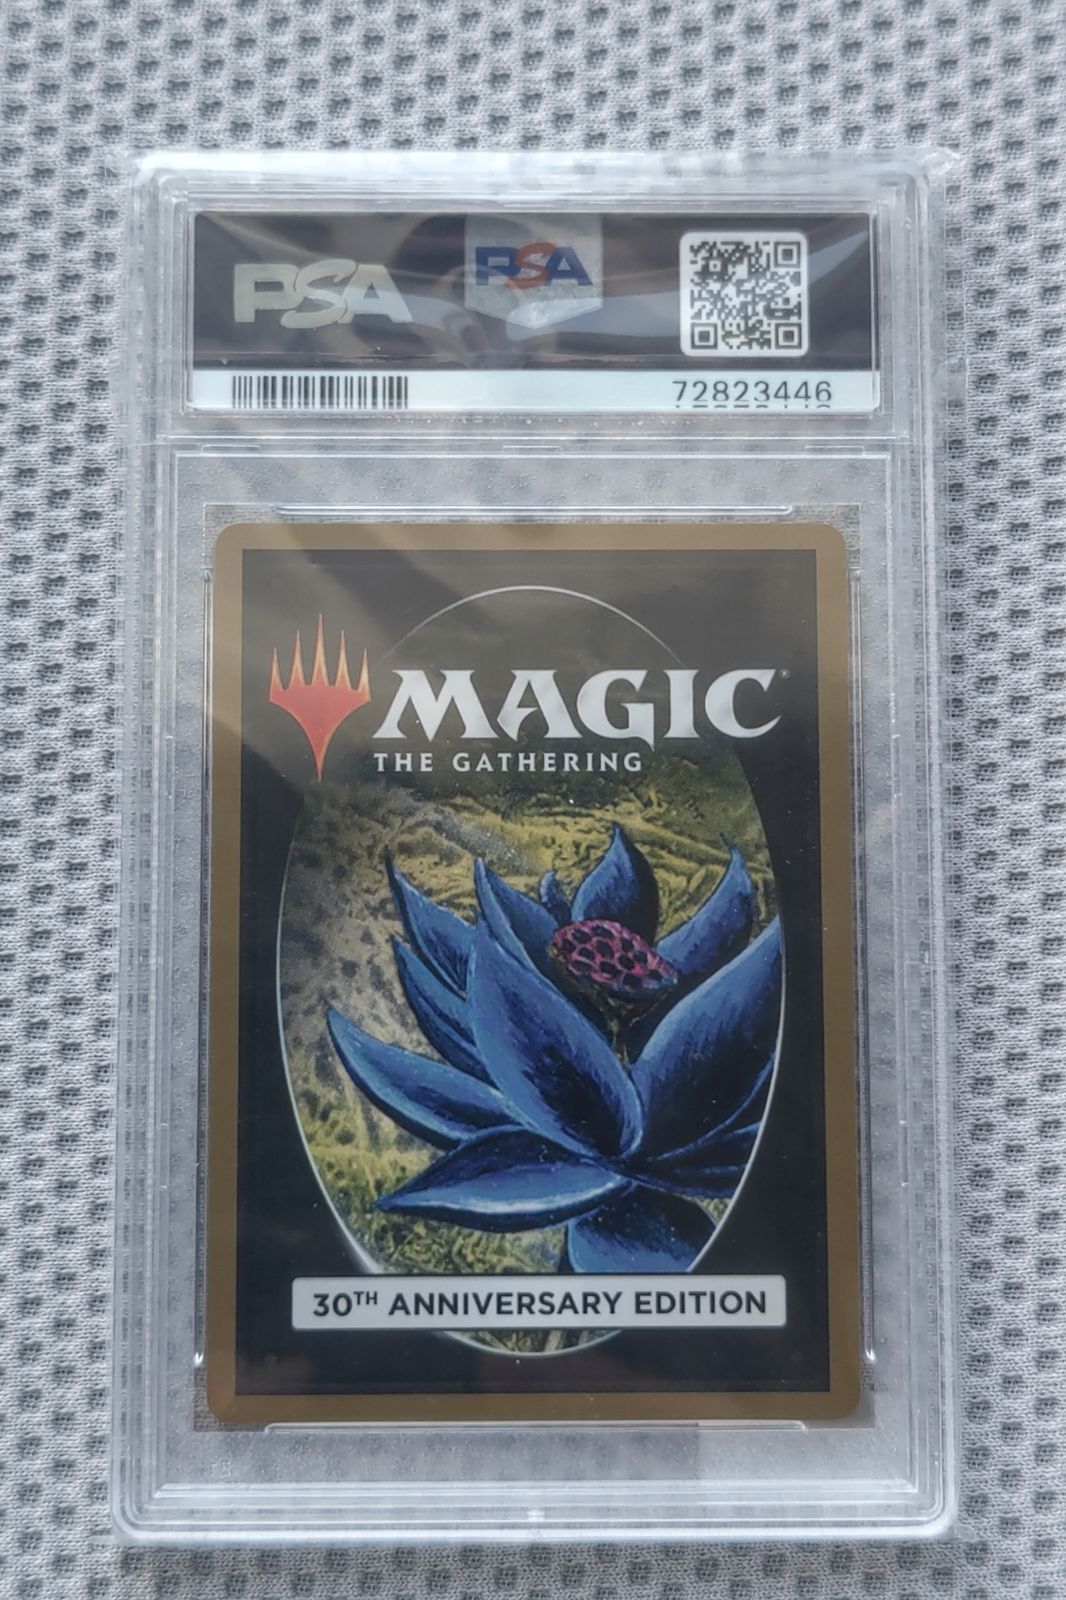 PSA
PSA
72823446
MAGIC®
THE GATHERING
30TH ANNIVERSARY EDITION